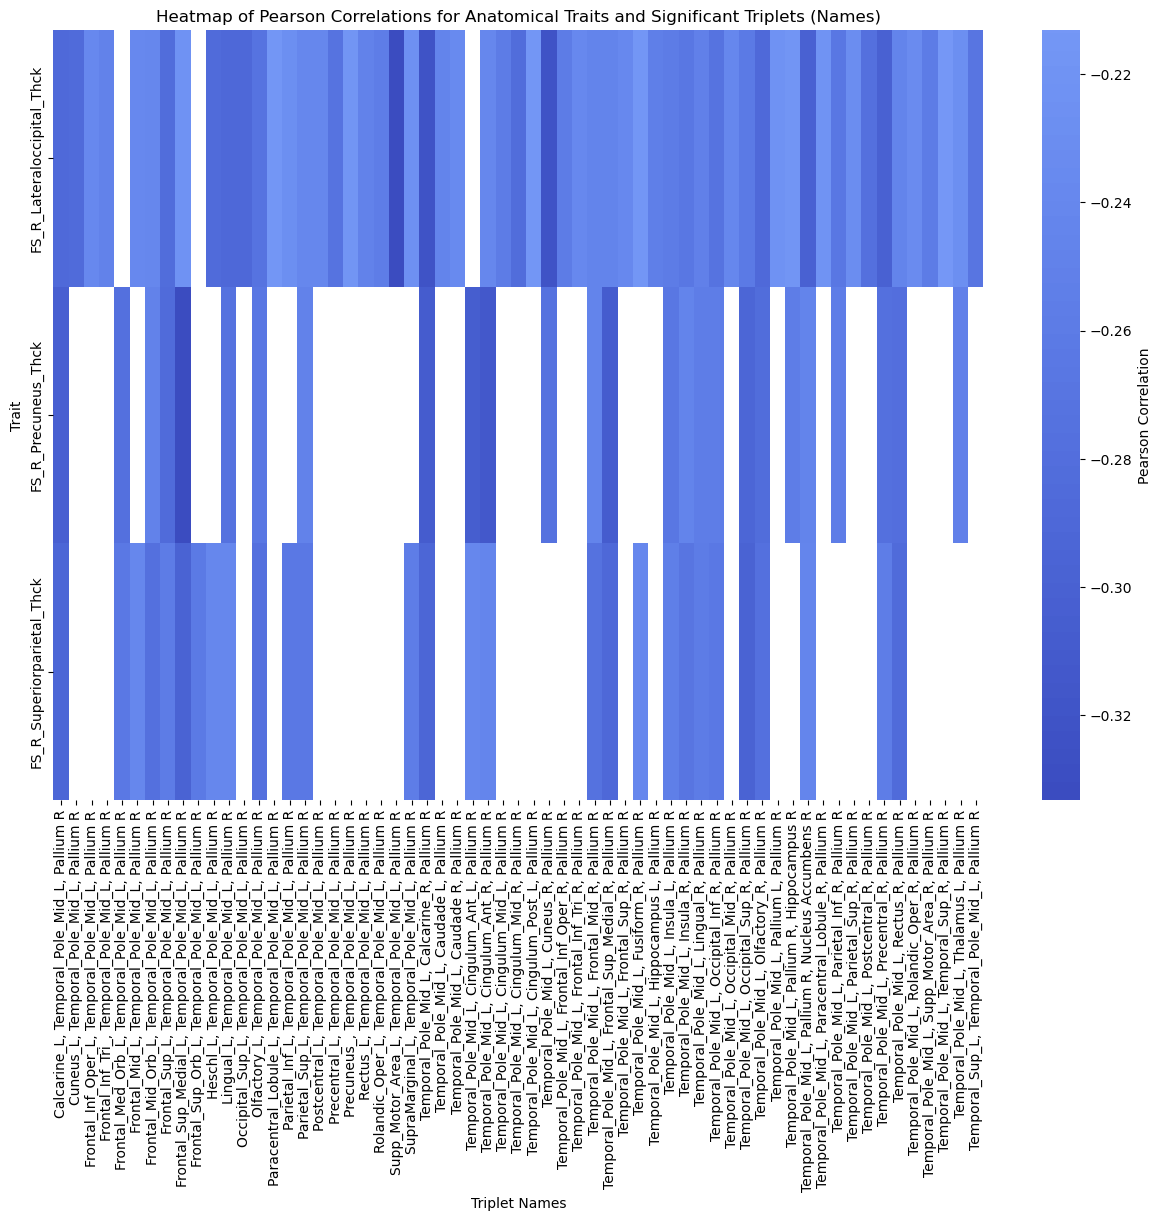 Heatmap of Pearson Correlations for Anatomical Traits and Significant Triplets (Names)
Trait
FS_R_Lateraloccipital_Thck
FS_R_Precuneus_Thck
FS_R_Superiorparietal_Thck
Calcarine_L, Temporal_Pole_Mid_L, Pallium R
Cuneus_L, Temporal_Pole_Mid_L, Pallium R
Frontal_Inf_Oper_L, Temporal_Pole_Mid_L, Pallium R
Frontal_Inf_Tri_, Temporal_Pole_Mid_L, Pallium R
Frontal_Med_Orb_L, Temporal_Pole_Mid_L, Pallium R
Frontal_Mid_L, Temporal_Pole_Mid_L, Pallium R
Frontal_Mid_Orb_L, Temporal_Pole_Mid_L, Pallium R
Frontal_Sup_L, Temporal_Pole_Mid_L, Pallium R
Frontal_Sup_Medial_L, Temporal_Pole_Mid_L, Pallium R
Frontal_Sup_Orb_L, Temporal_Pole_Mid_L, Pallium R
Heschl_L, Temporal_Pole_Mid_L, Pallium R
Lingual_L, Temporal_Pole_Mid_L, Pallium R
Occipital_Sup_L, Temporal_Pole_Mid_L, Pallium R
Olfactory_L, Temporal_Pole_Mid_L, Pallium R
Paracentral_Lobule_L, Temporal_Pole_Mid_L, Pallium R
Parietal_Inf_L, Temporal_Pole_Mid_L, Pallium R
Parietal_Sup_L, Temporal_Pole_Mid_L, Pallium R
Postcentral_L, Temporal_Pole_Mid_L, Pallium R
Precentral_L, Temporal_Pole_Mid_L, Pallium R
Precuneus_, Temporal_Pole_Mid_L, Pallium R
Rectus_L, Temporal_Pole_Mid_L, Pallium R
Rolandic_Oper_L, Temporal_Pole_Mid_L, Pallium R
Supp_Motor_Area_L, Temporal_Pole_Mid_L, Pallium R
SupraMarginal_L, Temporal_Pole_Mid_L, Pallium R
Temporal_Pole_Mid_L, Calcarine_R, Pallium R
Temporal_Pole_Mid_L, Caudade L, Pallium R
Temporal_Pole_Mid_L, Caudade R, Pallium R
Temporal_Pole_Mid_L, Cingulum_Ant_L, Pallium R
Temporal_Pole_Mid_L, Cingulum_Ant_R, Pallium R
Temporal_Pole_Mid_L, Cingulum_Mid_L, Pallium R
Temporal_Pole_Mid_L, Cingulum_Mid_R, Pallium R
Temporal_Pole_Mid_L, Cingulum_Post_L, Pallium R
Temporal_Pole_Mid_L, Cuneus_R, Pallium R
Temporal_Pole_Mid_L, Frontal_Inf_Oper_R, Pallium R
Temporal_Pole_Mid_L, Frontal_Inf_Tri_R, Pallium R
Temporal_Pole_Mid_L, Frontal_Mid_R, Pallium R
Temporal_Pole_Mid_L, Frontal_Sup_Medial_R, Pallium R
Temporal_Pole_Mid_L, Frontal_Sup_R, Pallium R
Temporal_Pole_Mid_L, Fusiform_R, Pallium R
Temporal_Pole_Mid_L, Hippocampus L, Pallium R
Temporal_Pole_Mid_L, Insula_L, Pallium R
Temporal_Pole_Mid_L, Insula_R, Pallium R
Temporal_Pole_Mid_L, Lingual_R, Pallium R
Temporal_Pole_Mid_L, Occipital_Inf_R, Pallium R
Temporal_Pole_Mid_L, Occipital_Mid_R, Pallium R
Temporal_Pole_Mid_L, Occipital_Sup_R, Pallium R
Temporal_Pole_Mid_L, Olfactory_R, Pallium R
Temporal_Pole_Mid_L, Pallium L, Pallium R
Temporal_Pole_Mid_L, Pallium R, Hippocampus R
Temporal_Pole_Mid_L, Pallium R, Nucleus Accumbens R
Temporal_Pole_Mid_L, Paracentral_Lobule_R, Pallium R
Temporal_Pole_Mid_L, Parietal_Inf_R, Pallium R
Temporal_Pole_Mid_L, Parietal_Sup_R, Pallium R
Temporal_Pole_Mid_L, Postcentral_R, Pallium R
Temporal_Pole_Mid_L, Precentral_R, Pallium R
Temporal_Pole_Mid_L, Rectus_R, Pallium R
Temporal_Pole_Mid_L, Rolandic_Oper_R, Pallium R
Temporal_Pole_Mid_L, Supp_Motor_Area_R, Pallium R
Temporal_Pole_Mid_L, Temporal_Sup_R, Pallium R
Temporal_Pole_Mid_L, Thalamus L, Pallium R
Temporal_Sup_L, Temporal_Pole_Mid_L, Pallium R
Triplet Names
−0.22
−0.24
−0.26
−0.28
−0.30
−0.32
Pearson Correlation